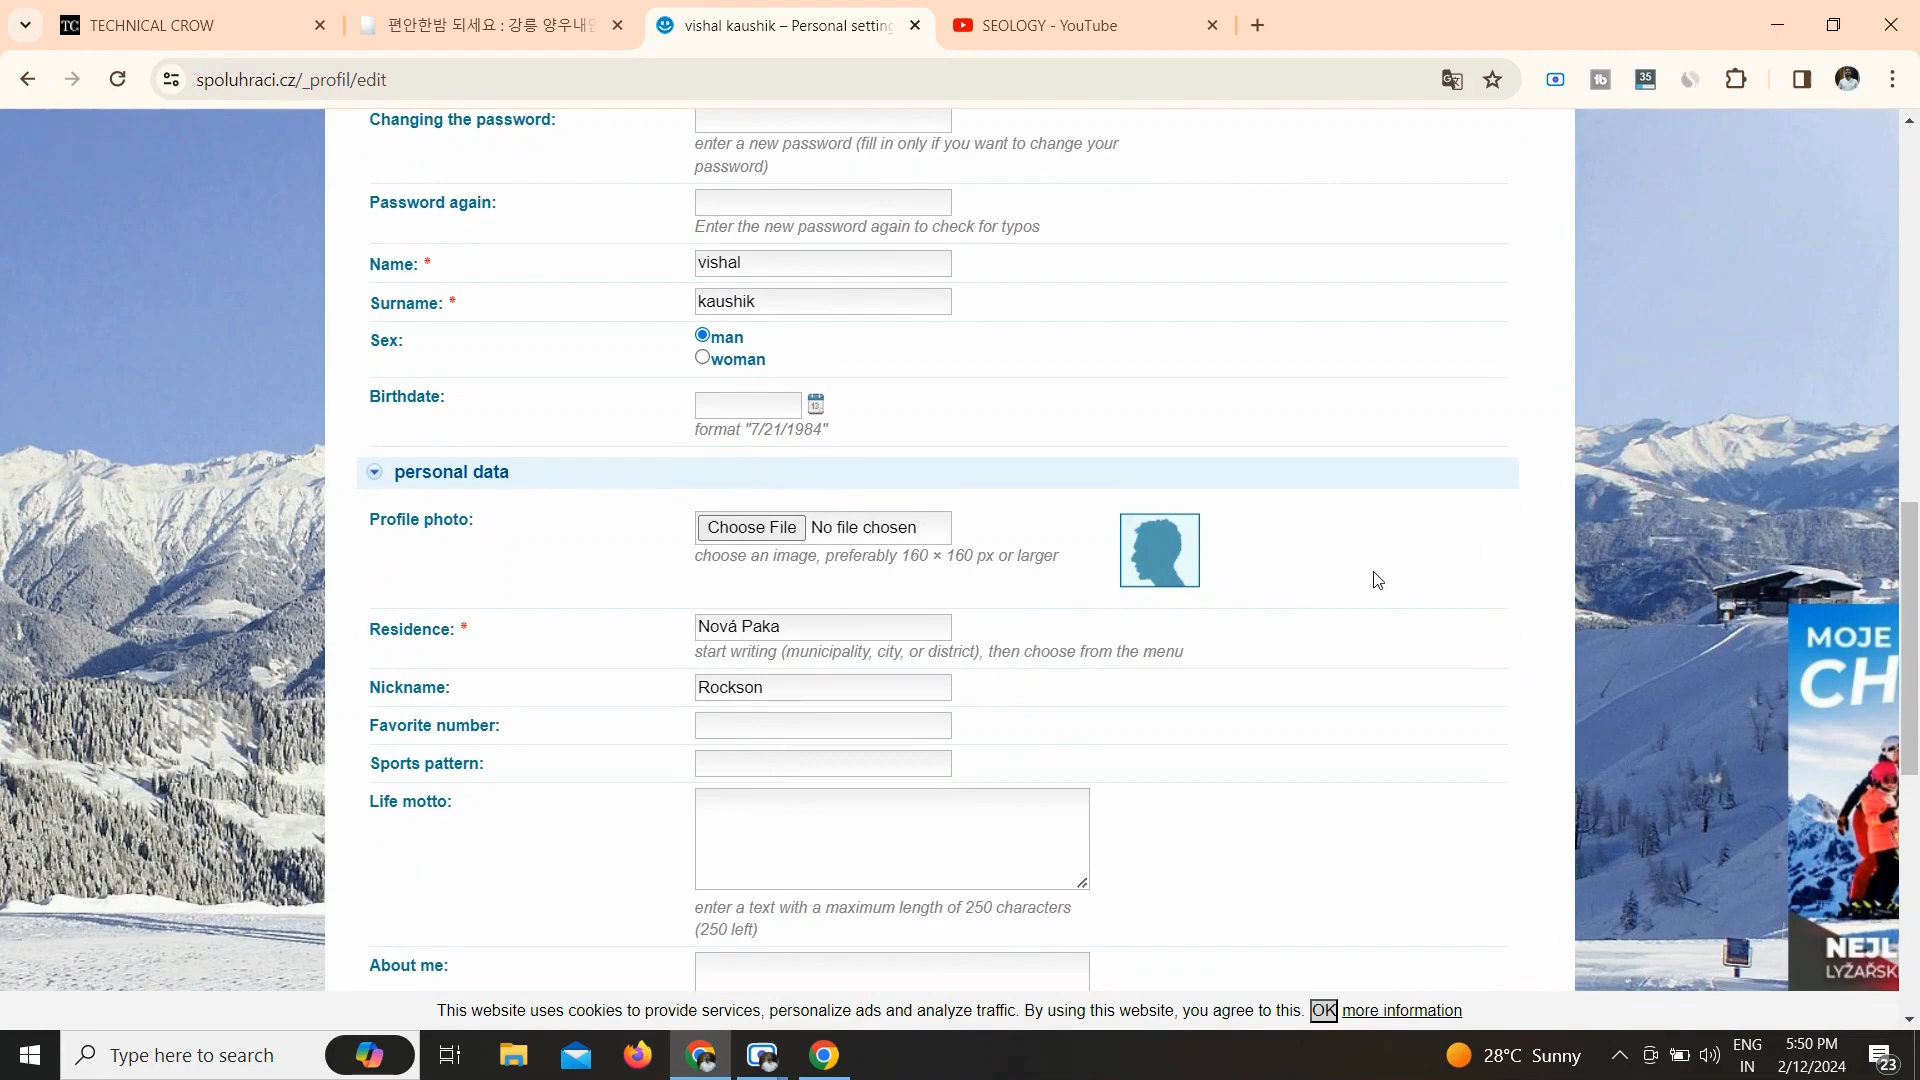 TECHNICAL CROW
편안한밤 되세요 : 강릉 양우내안
vishal kaushik – Personal setting
SEOLOGY - YouTube
spoluhraci.cz/_profil/edit
35
Changing the password:
enter a new password (fill in only if you want to change your
password)
Password again:
Enter the new password again to check for typos
Name: *
vishal
Surname: *
kaushik
Sex:
man
woman
Birthdate:
format "7/21/1984"
personal data
Profile photo:
Choose File No file chosen
choose an image, preferably 160 × 160 px or larger
Residence: *
Nová Paka
start writing (municipality, city, or district), then choose from the menu
Nickname:
Rockson
Favorite number:
Sports pattern:
Life motto:
enter a text with a maximum length of 250 characters
(250 left)
About me:
MOJE
CH
NEJL
LYŽAŘSK
This website uses cookies to provide services, personalize ads and analyze traffic. By using this website, you agree to this. OK more information
Type here to search
28°C Sunny
ENG
IN
5:50 PM
2/12/2024
23